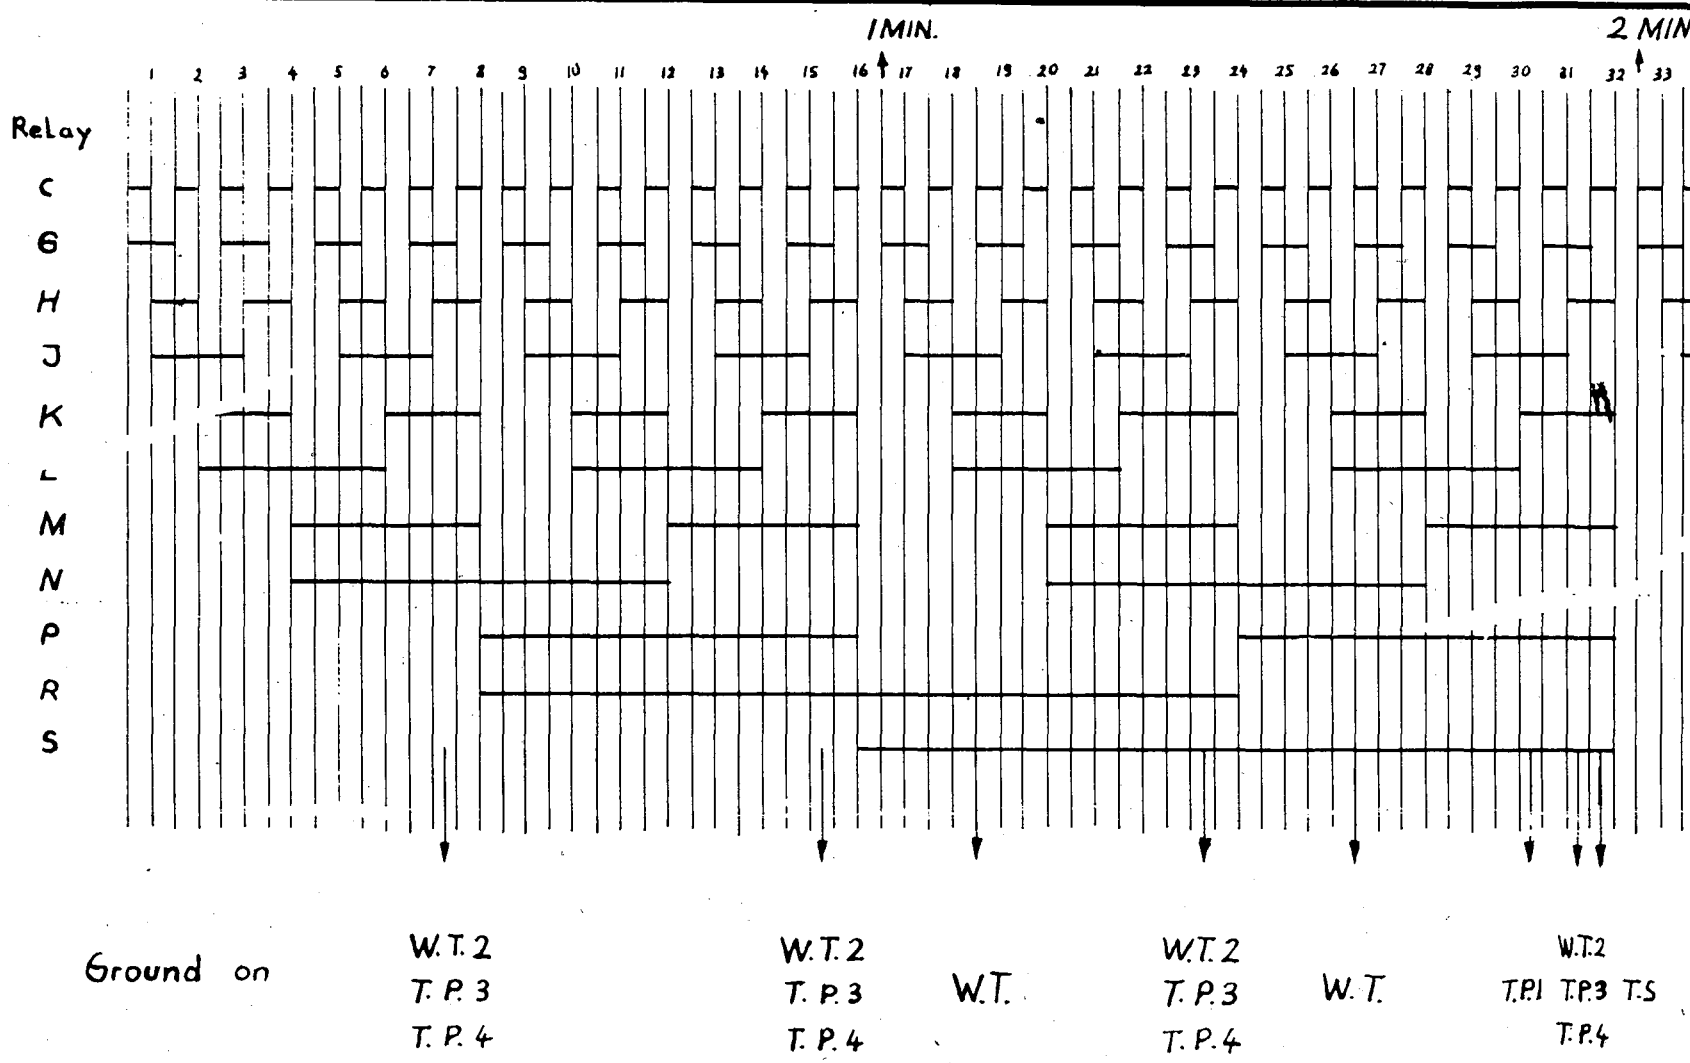 1 MIN. 2 MIN
1 2 3 4 5 6 7 8 9 10 11 12 13 14 15 16 17 18 19 20 21 22 23 24 25 26 27 28 29 30 31 32 33
Relay
C
G
H
J
K
L
M
N
P
R
S
W.T.2 W.T.2 W.T.2 W.T.2
Ground on T.P.3 T.P.3 W.T. T.P.3 W.T. T.P.1 T.P.3 T.S
T.P.4 T.P.4 T.P.4 T.P.4